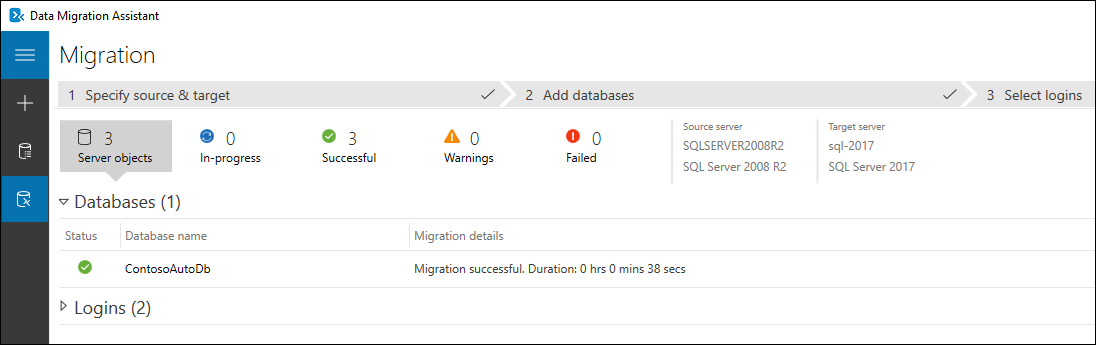 Data Migration Assistant
Migration
1 Specify source & target 2 Add databases 3 Select logins
3 0 3 0 0
Server objects In-progress Successful Warnings Failed
Source server Target server
SQLSERVER2008R2 sql-2017
SQL Server 2008 R2 SQL Server 2017
Databases (1)
Status Database name Migration details
ContosoAutoDb Migration successful. Duration: 0 hrs 0 mins 38 secs
Logins (2)